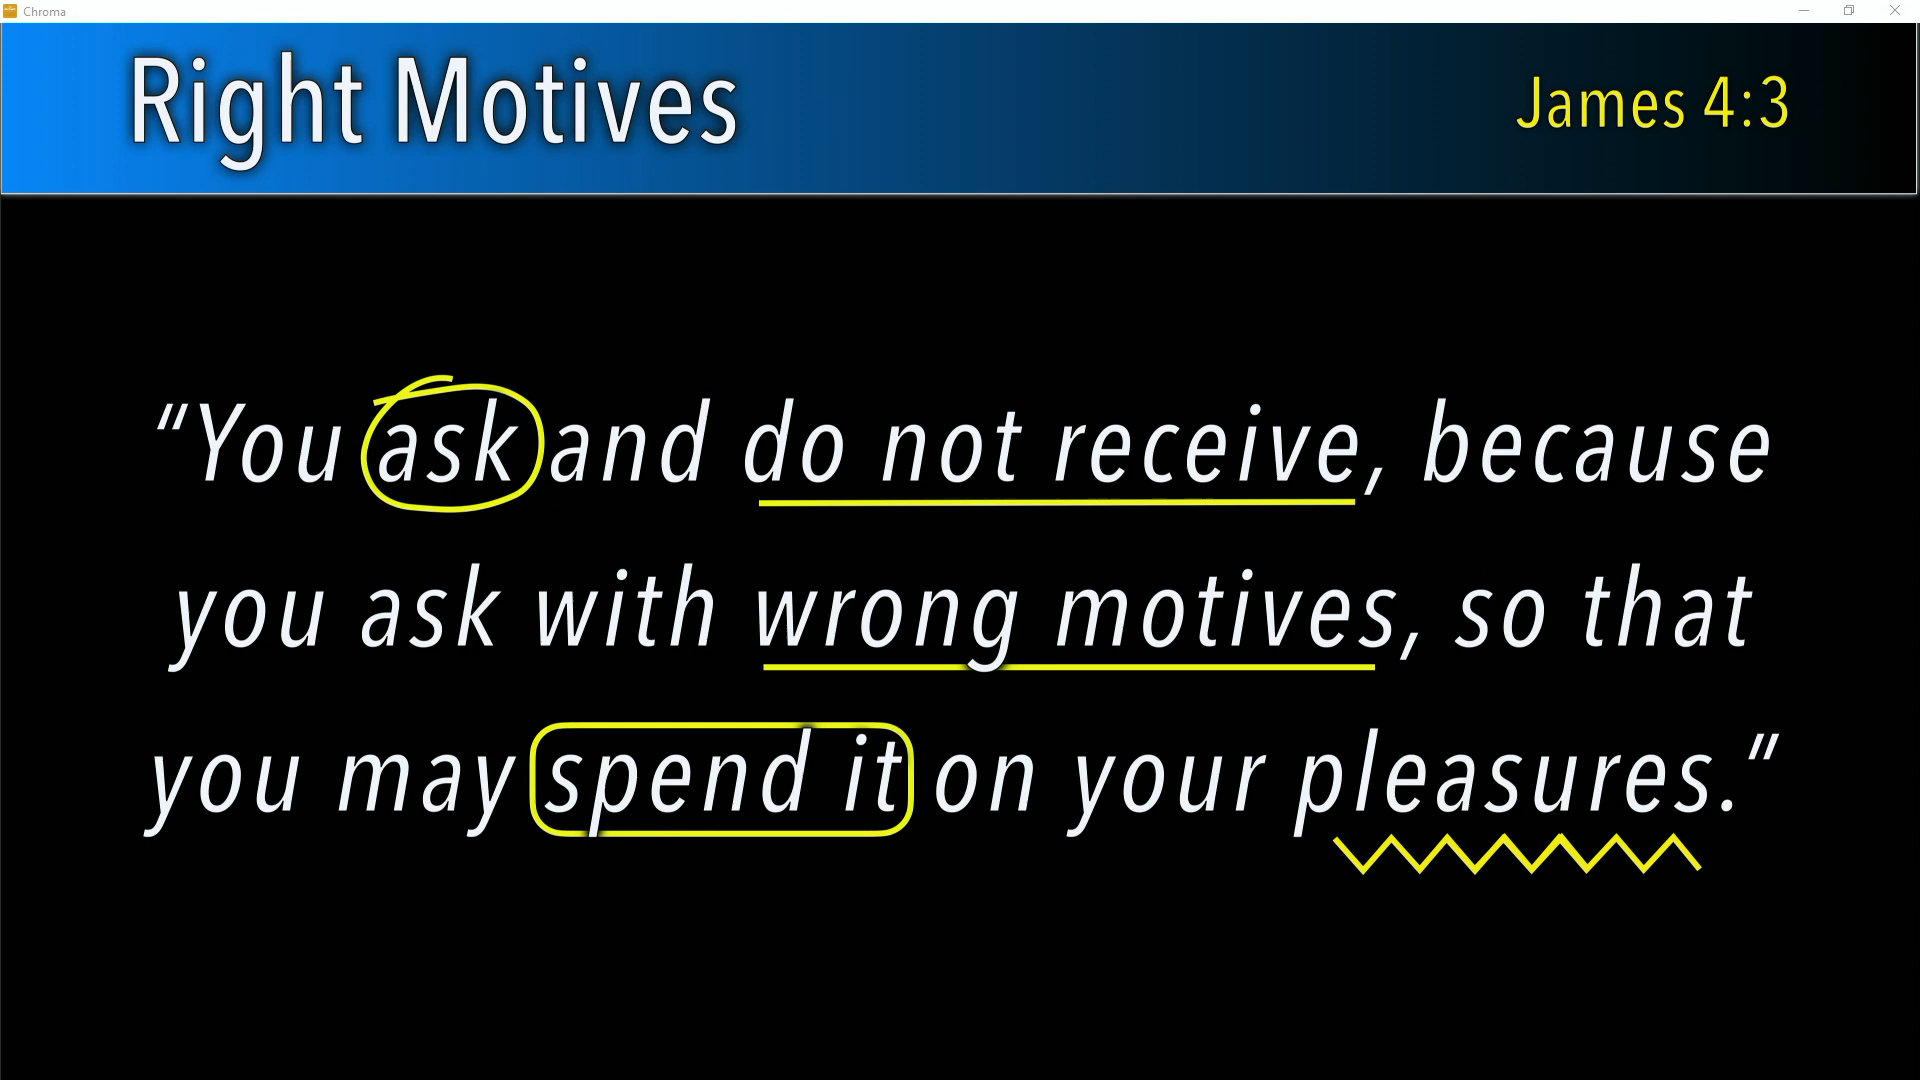 Chroma
Right Motives
James 4:3
“You ask and do not receive, because
you ask with wrong motives, so that
you may spend it on your pleasures.”